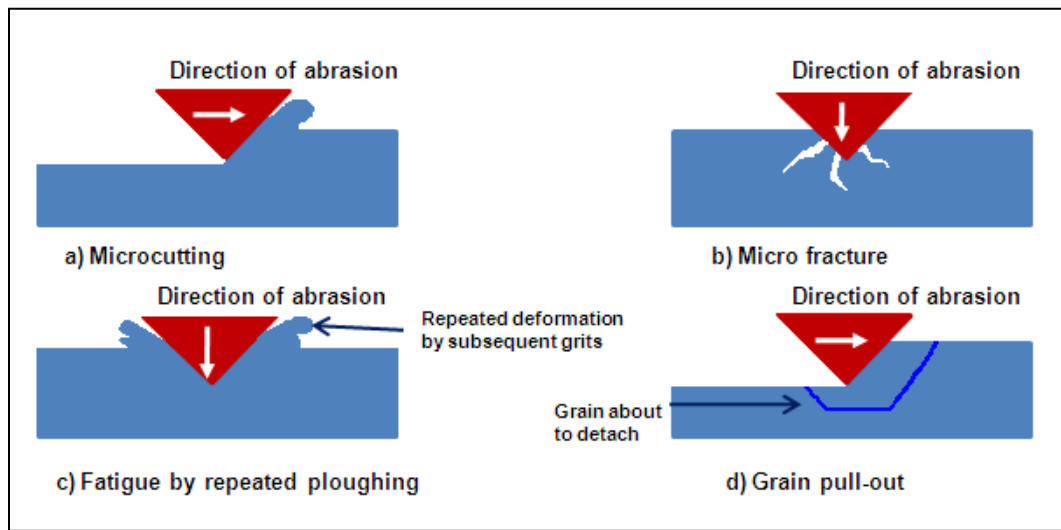 Direction of abrasion
a) Microcutting
Direction of abrasion
b) Micro fracture
Direction of abrasion
Repeated deformation
by subsequent grits
c) Fatigue by repeated ploughing
Direction of abrasion
Grain about
to detach
d) Grain pull-out